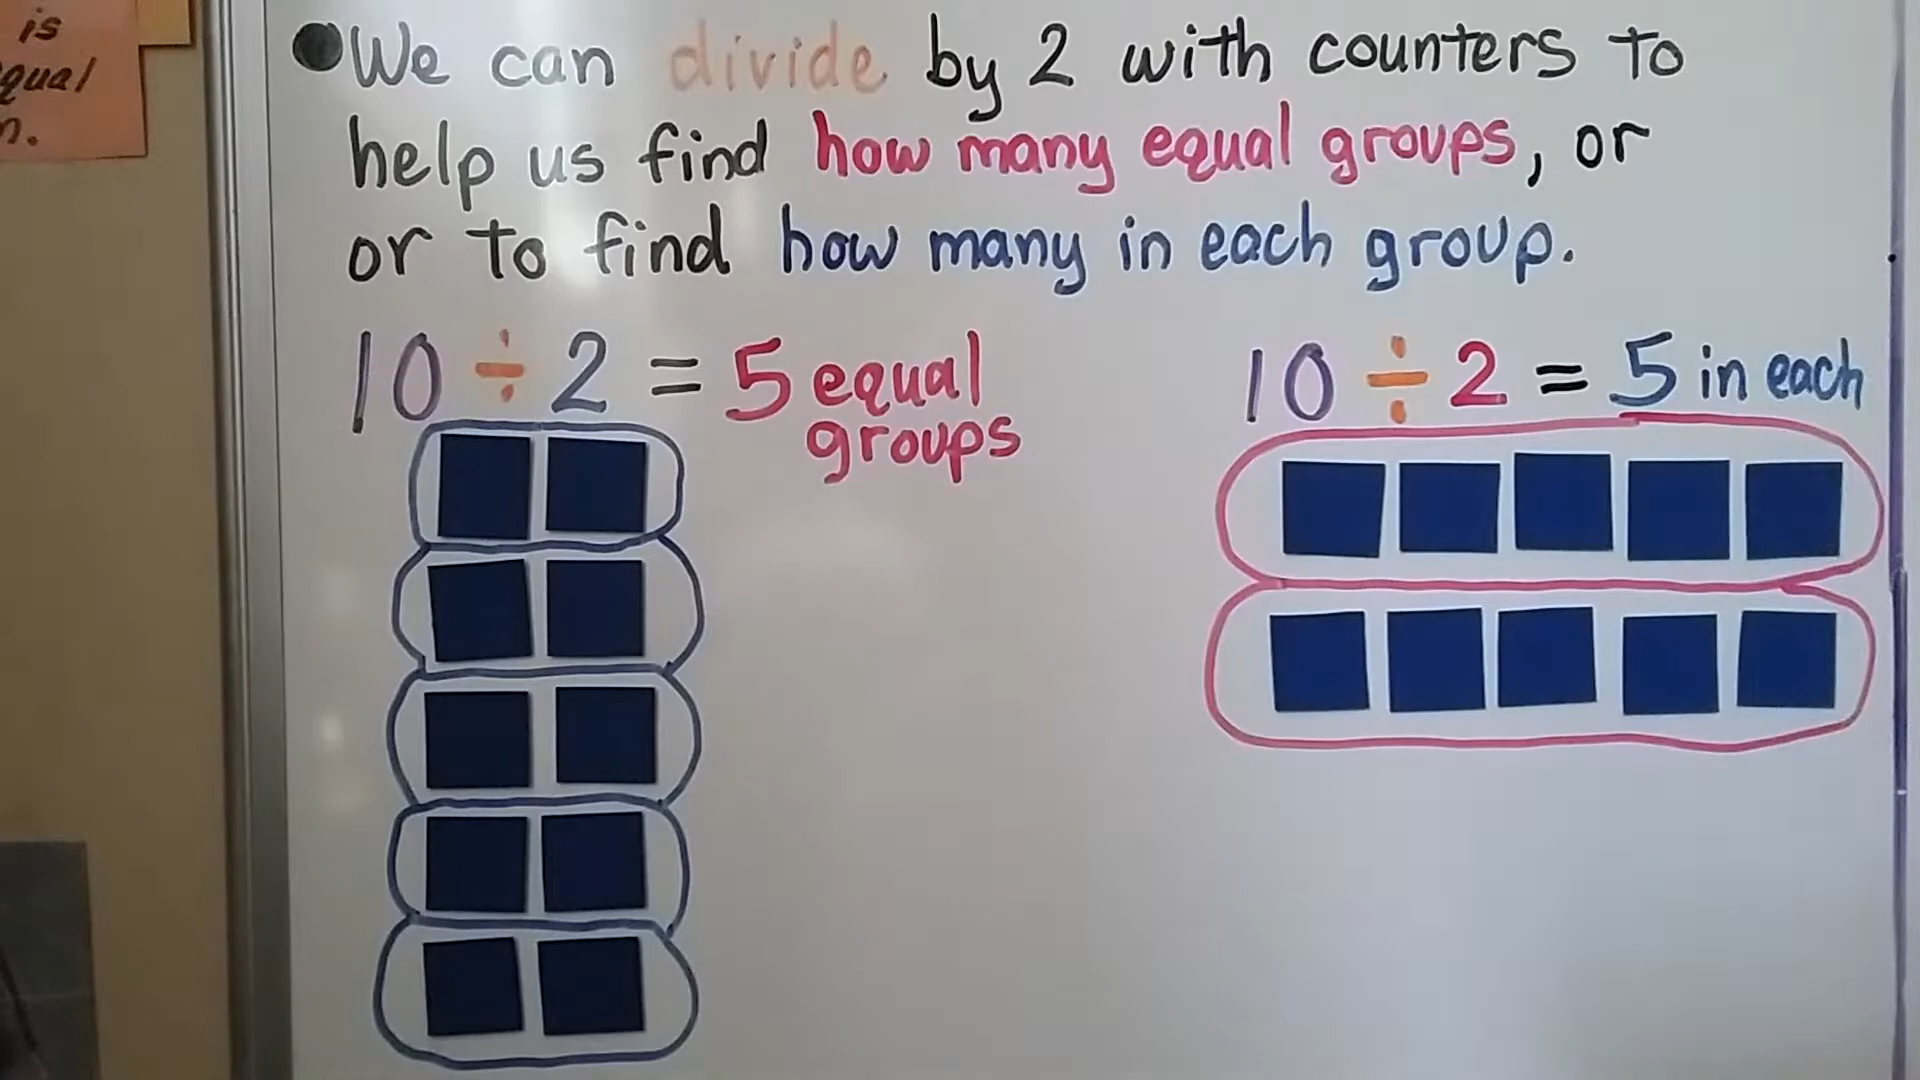 is
qual
n.
We can divide by 2 with counters to
help us find how many equal groups, or
or to find how many in each group.
10 ÷ 2 = 5 equal
groups
10 ÷ 2 = 5 in each